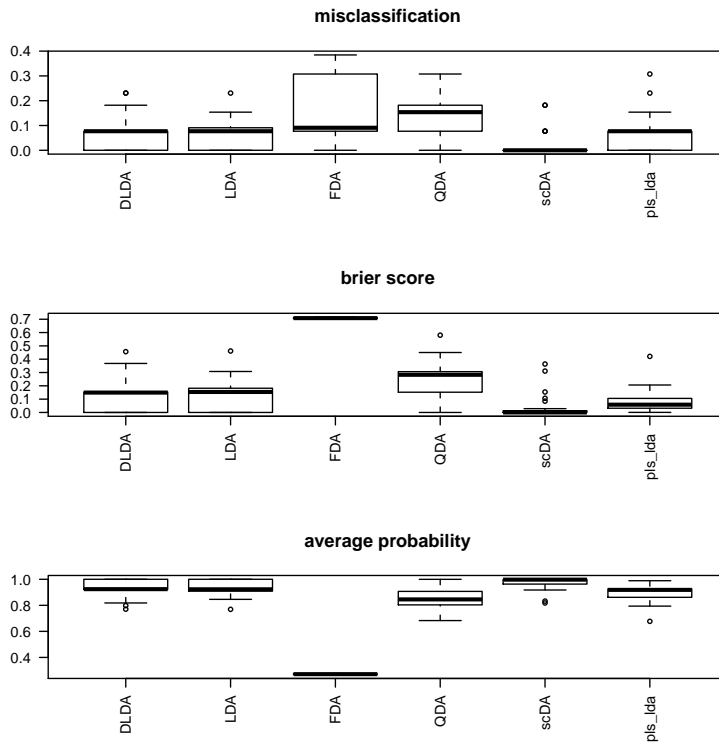 misclassification
0.4
0.3
0.2
0.1
0.0
DLDA
LDA
FDA
QDA
scDA
pls_lda
brier score
0.7
0.6
0.5
0.4
0.3
0.2
0.1
0.0
DLDA
LDA
FDA
QDA
scDA
pls_lda
average probability
1.0
0.8
0.6
0.4
DLDA
LDA
FDA
QDA
scDA
pls_lda